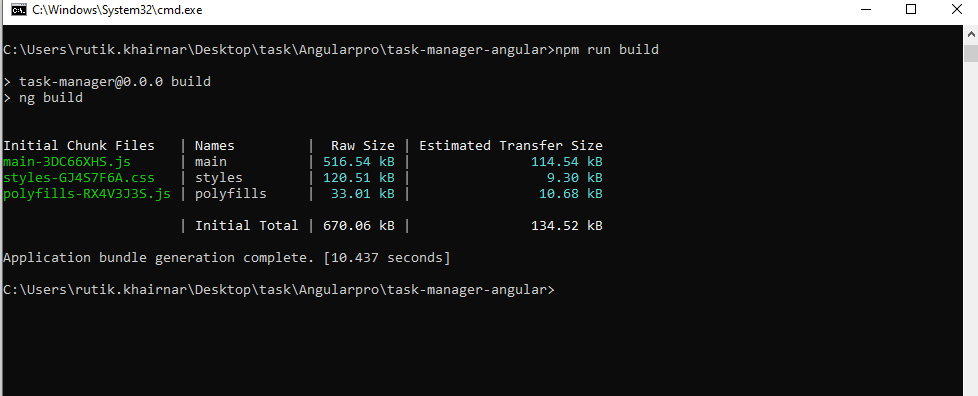 C:\Windows\System32\cmd.exe
C:\Users\rutik.khairnar\Desktop\task\Angularpro\task-manager-angular>npm run build
> task-manager@0.0.0 build
> ng build
Initial Chunk Files | Names | Raw Size | Estimated Transfer Size
main-3DC66XHS.js | main | 516.54 kB | 114.54 kB
styles-GJ4S7F6A.css | styles | 120.51 kB | 9.30 kB
polyfills-RX4V3J3S.js | polyfills | 33.01 kB | 10.68 kB
| Initial Total | 670.06 kB | 134.52 kB
Application bundle generation complete. [10.437 seconds]
C:\Users\rutik.khairnar\Desktop\task\Angularpro\task-manager-angular>